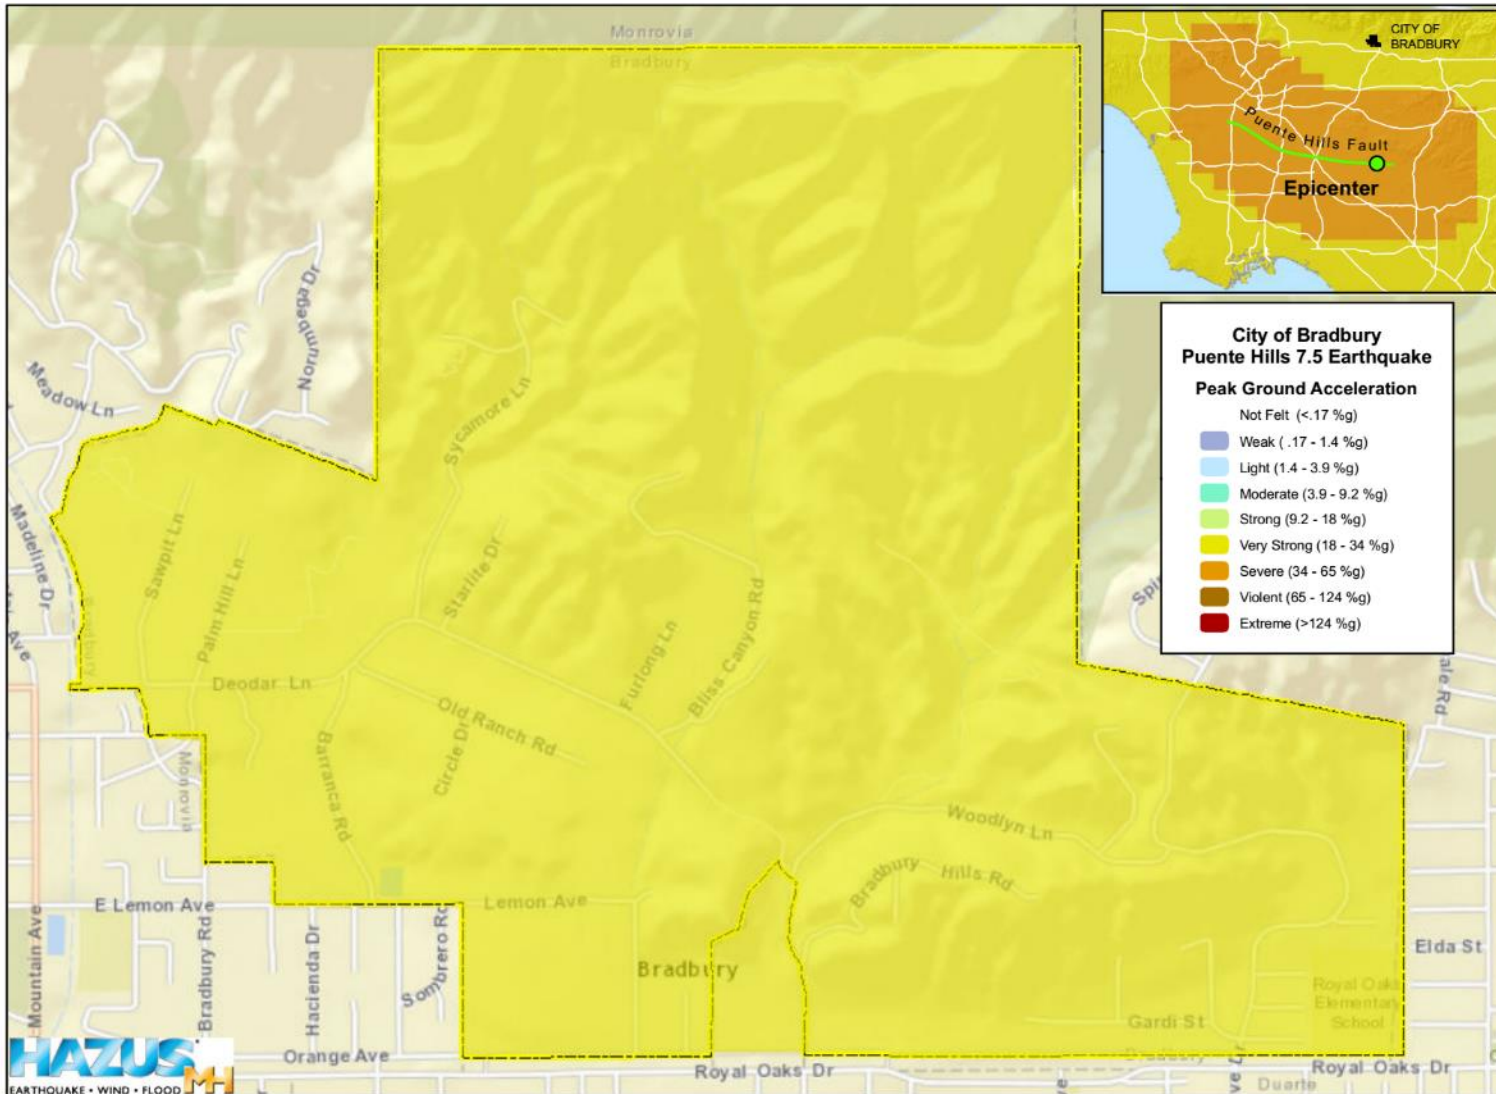 Monrovia
Bradbury
CITY OF
BRADBURY
Puente Hills Fault
Epicenter
City of Bradbury
Puente Hills 7.5 Earthquake
Peak Ground Acceleration
Not Felt (<.17 %g)
Weak ( .17 - 1.4 %g)
Light (1.4 - 3.9 %g)
Moderate (3.9 - 9.2 %g)
Strong (9.2 - 18 %g)
Very Strong (18 - 34 %g)
Severe (34 - 65 %g)
Violent (65 - 124 %g)
Extreme (>124 %g)
Norumbega Dr
Meadow Ln
Sycamore Ln
Madeline Dr
Sawpit Ln
Palm Hill Ln
Starlite Dr
Furlong Ln
Bliss Canyon Rd
Bradbury
Ave
Deodar Ln
Old Ranch Rd
Circle Dr
Barranca Rd
Monrovia
Woodlyn Ln
Bradbury Hills Rd
E Lemon Ave
Lemon Ave
Mountain Ave
Bradbury Rd
Hacienda Dr
Sombrero Rd
Bradbury
Elda St
Royal Oaks
Elementary
School
Gardi St
Bradbury
Orange Ave
Royal Oaks Dr
Royal Oaks Dr
Duarte
HAZUS
MH
EARTHQUAKE • WIND • FLOOD